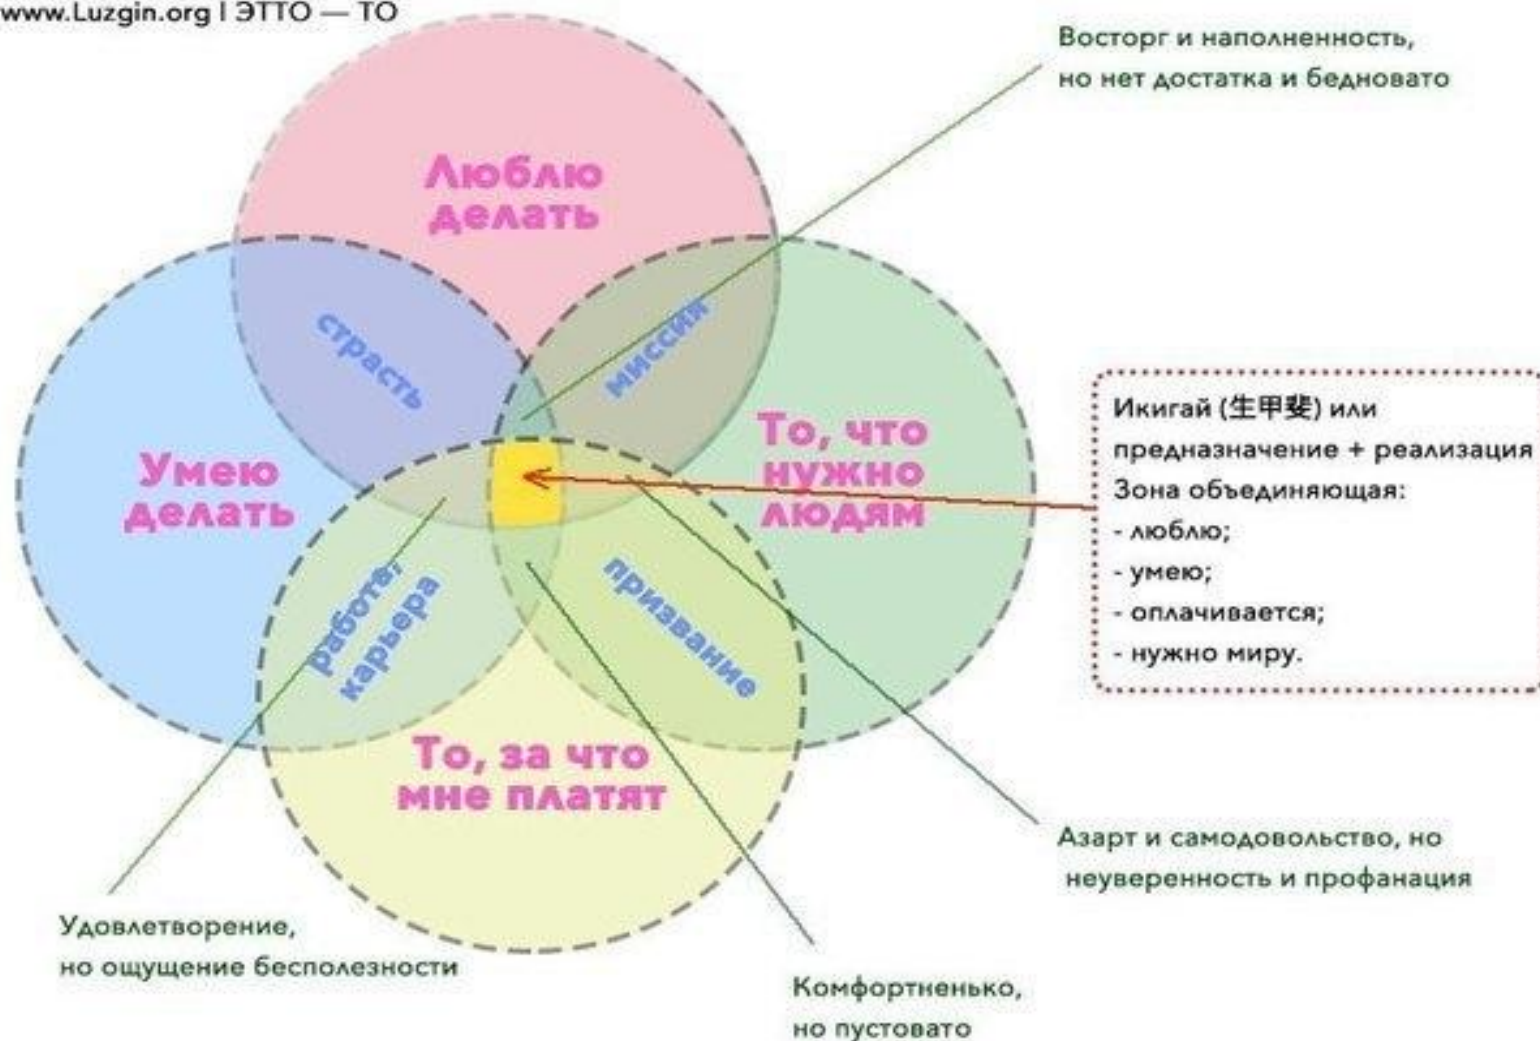 www.Luzgin.org | ЭТТО — ТО
Восторг и наполненность,
но нет достатка и бедновато
Люблю
делать
страсть
миссия
Умею
делать
То, что
нужно
людям
Икигай (生甲斐) или
предназначение + реализация
Зона объединяющая:
- люблю;
- умею;
- оплачивается;
- нужно миру.
работа,
карьера
призвание
То, за что
мне платят
Азарт и самодовольство, но
неуверенность и профанация
Удовлетворение,
но ощущение бесполезности
Комфортненько,
но пустовато